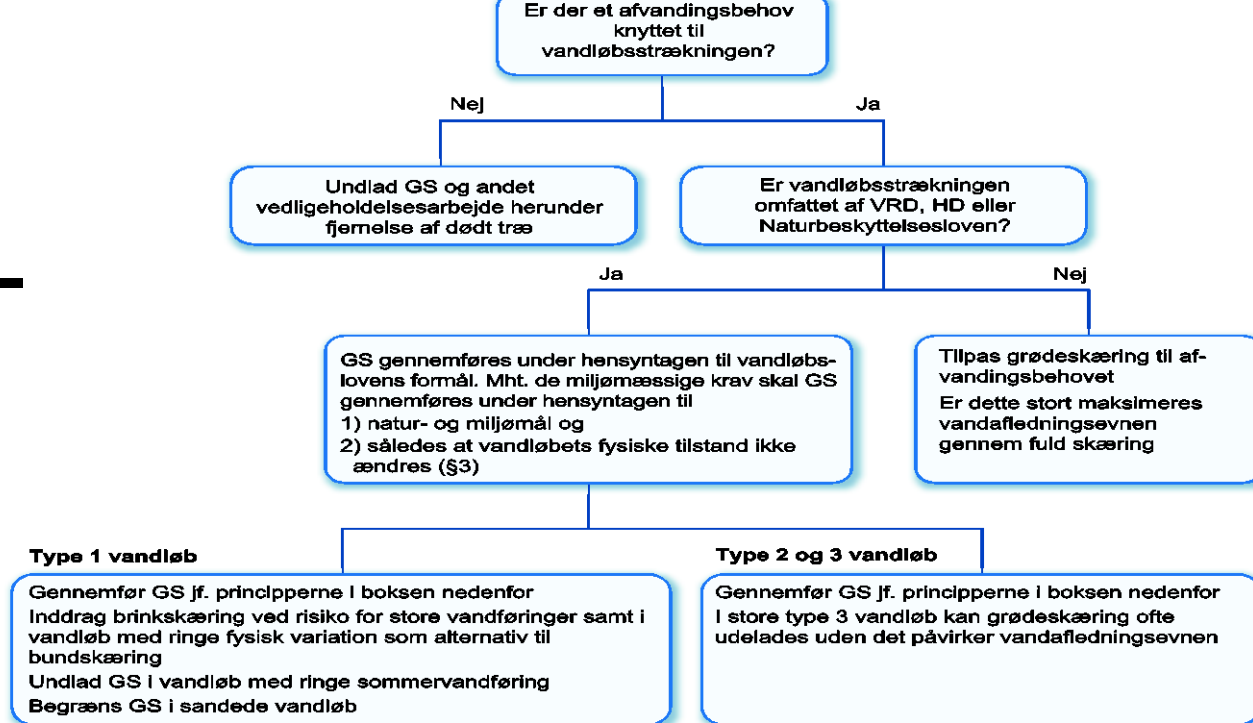 Er der et afvandingsbehov
knyttet til
vandløbsstrækningen?
Nej
Ja
Undlad GS og andet
vedligeholdelsesarbejde herunder
fjernelse af dødt træ
Er vandløbsstrækningen
omfattet af VRD, HD eller
Naturbeskyttelsesloven?
Ja
Nej
GS gennemføres under hensyntagen til vandløbs-
lovens formål. Mht. de miljømæssige krav skal GS
gennemføres under hensyntagen til
1) natur- og miljømål og
2) således at vandløbets fysiske tilstand ikke
ændres (§3)
Tilpas grødeskæring til af-
vandingsbehovet
Er dette stort maksimeres
vandafledningsevnen
gennem fuld skæring
Type 1 vandløb
Gennemfør GS jf. principperne i boksen nedenfor
Inddrag brinkskæring ved risiko for store vandføringer samt i
vandløb med ringe fysisk variation som alternativ til
bundskæring
Undlad GS i vandløb med ringe sommervandføring
Begræns GS i sandede vandløb
Type 2 og 3 vandløb
Gennemfør GS jf. principperne i boksen nedenfor
I store type 3 vandløb kan grødeskæring ofte
udelades uden det påvirker vandafledningsevnen